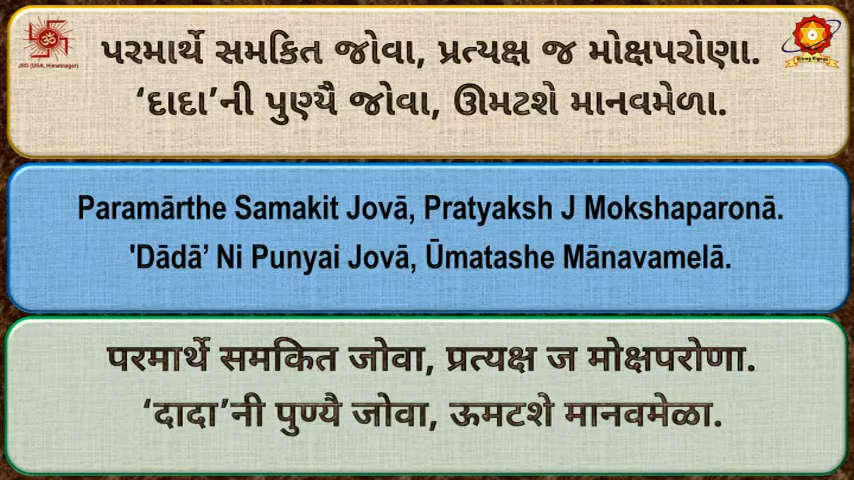 પરમાર્થે સમકિત જોવા, પ્રત્યક્ષ જ મોક્ષપરોણા.
‘દાદા’ની પુણ્યૈ જોવા, ઊમટશે માનવમેળા.
Paramārthe Samakit Jovā, Pratyaksh J Mokshaparonā.
'Dādā’ Ni Punyai Jovā, Ūmatashe Mānavamelā.
परमार्थे समकित जोवा, प्रत्यक्ष ज मोक्षपरोणा.
‘दादा’नी पुण्यै जोवा, ऊमटशे मानवमेळा.